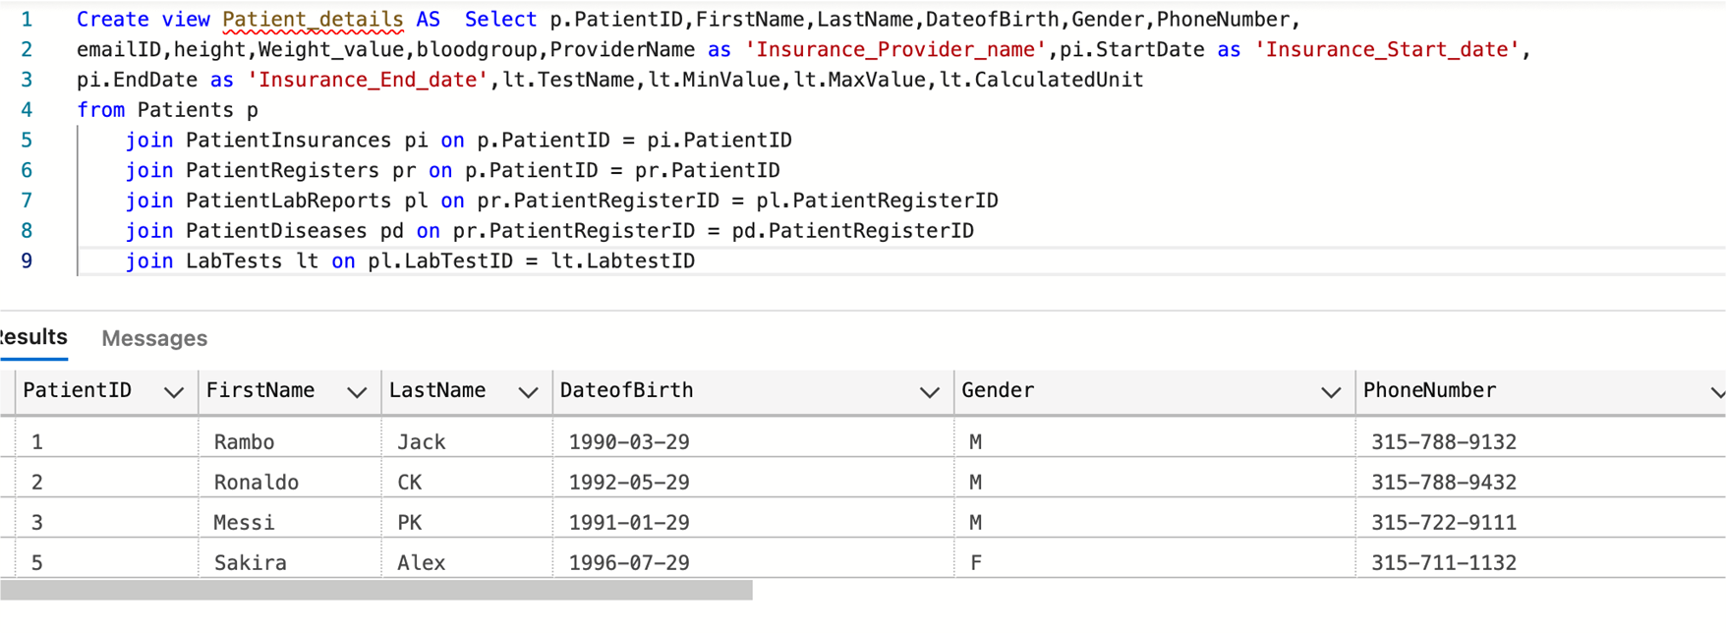 1 Create view Patient_details AS  Select p.PatientID,FirstName,LastName,DateofBirth,Gender,PhoneNumber,
2 emailID,height,Weight_value,bloodgroup,ProviderName as 'Insurance_Provider_name',pi.StartDate as 'Insurance_Start_date',
3 pi.EndDate as 'Insurance_End_date',lt.TestName,lt.MinValue,lt.MaxValue,lt.CalculatedUnit
4 from Patients p
5 join PatientInsurances pi on p.PatientID = pi.PatientID
6 join PatientRegisters pr on p.PatientID = pr.PatientID
7 join PatientLabReports pl on pr.PatientRegisterID = pl.PatientRegisterID
8 join PatientDiseases pd on pr.PatientRegisterID = pd.PatientRegisterID
9 join LabTests lt on pl.LabTestID = lt.LabtestID
Results Messages
PatientID FirstName LastName DateofBirth Gender PhoneNumber
1 Rambo Jack 1990-03-29 M 315-788-9132
2 Ronaldo CK 1992-05-29 M 315-788-9432
3 Messi PK 1991-01-29 M 315-722-9111
5 Sakira Alex 1996-07-29 F 315-711-1132